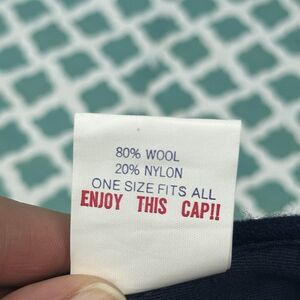 80% WOOL
20% NYLON
ONE SIZE FITS ALL
ENJOY THIS CAP!!